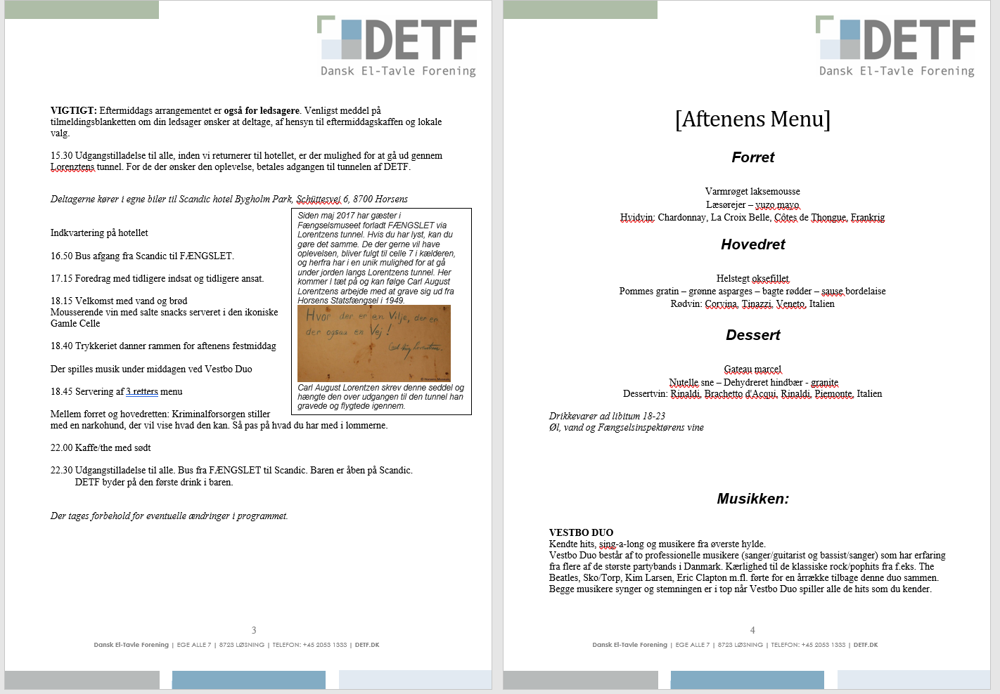 DETF
Dansk El-Tavle Forening
VIGTIGT: Eftermiddags arrangementet er også for ledsagere. Venligst meddel på
tilmeldingsblanketten om din ledsager ønsker at deltage, af hensyn til eftermiddagskaffen og lokale
valg.
15.30 Udgangstilladelse til alle, inden vi returnerer til hotellet, er der mulighed for at gå ud gennem
Lorenztens tunnel. For de der ønsker den oplevelse, betales adgangen til tunnelen af DETF.
Deltagerne kører i egne biler til Scandic hotel Bygholm Park, Schüttesvej 6, 8700 Horsens
Indkvartering på hotellet
16.50 Bus afgang fra Scandic til FÆNGSLET.
17.15 Foredrag med tidligere indsat og tidligere ansat.
18.15 Velkomst med vand og brød
Mousserende vin med salte snacks serveret i den ikoniske
Gamle Celle
18.40 Trykkeriet danner rammen for aftenens festmiddag
Der spilles musik under middagen ved Vestbo Duo
18.45 Servering af 3.retters menu
Mellem forret og hovedretten: Kriminalforsorgen stiller
med en narkohund, der vil vise hvad den kan. Så pas på hvad du har med i lommerne.
22.00 Kaffe/the med sødt
22.30 Udgangstilladelse til alle. Bus fra FÆNGSLET til Scandic. Baren er åben på Scandic.
DETF byder på den første drink i baren.
Der tages forbehold for eventuelle ændringer i programmet.
Siden maj 2017 har gæster i
Fængselsmuseet forladt FÆNGSLET via
Lorentzens tunnel. Hvis du har lyst, kan du
gøre det samme. De der gerne vil have
oplevelsen, bliver fulgt til celle 7 i kælderen,
og herfra har i en unik mulighed for at gå
under jorden langs Lorentzens tunnel. Her
kommer I tæt på og kan følge Carl August
Lorentzens arbejde med at grave sig ud fra
Horsens Statsfængsel i 1949.
Hvor der er en Vilje, der er
der ogsaa en Vej!
Carl Aug Lorentzen.
© Horsens Museum
Carl August Lorentzen skrev denne seddel og
hængte den over udgangen til den tunnel han
gravede og flygtede igennem.
3
Dansk El-Tavle Forening | EGE ALLE 7 | 8723 LØSNING | TELEFON: +45 2053 1333 | DETF.DK
DETF
Dansk El-Tavle Forening
[Aftenens Menu]
Forret
Varmrøget laksemousse
Læsørejer – yuzo mayo
Hvidvin: Chardonnay, La Croix Belle, Côtes de Thongue, Frankrig
Hovedret
Helstegt oksefillet
Pommes gratin – grønne asparges – bagte rødder – sause bordelaise
Rødvin: Corvina, Tinazzi, Veneto, Italien
Dessert
Gateau marcel
Nutelle sne – Dehydreret hindbær - granite
Dessertvin: Rinaldi, Brachetto d'Acqui, Rinaldi, Piemonte, Italien
Drikkevarer ad libitum 18-23
Øl, vand og Fængselsinspektørens vine
Musikken:
VESTBO DUO
Kendte hits, sing-a-long og musikere fra øverste hylde.
Vestbo Duo består af to professionelle musikere (sanger/guitarist og bassist/sanger) som har erfaring
fra flere af de største partybands i Danmark. Kærlighed til de klassiske rock/pophits fra f.eks. The
Beatles, Sko/Torp, Kim Larsen, Eric Clapton m.fl. førte for en årrække tilbage denne duo sammen.
Begge musikere synger og stemningen er i top når Vestbo Duo spiller alle de hits som du kender.
4
Dansk El-Tavle Forening | EGE ALLE 7 | 8723 LØSNING | TELEFON: +45 2053 1333 | DETF.DK